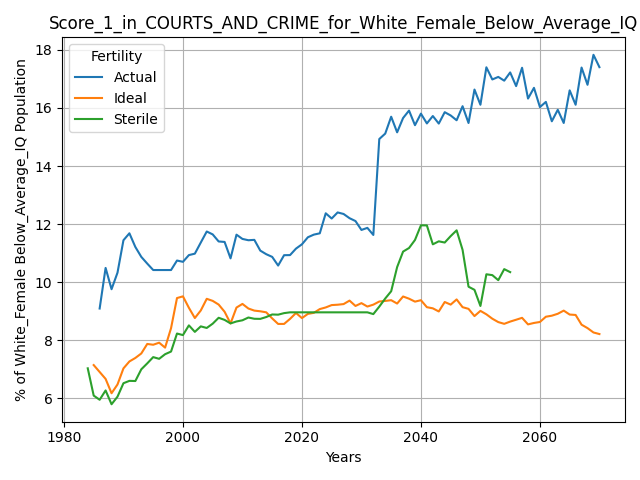 Score_1_in_COURTS_AND_CRIME_for_White_Female_Below_Average_IQ
% of White_Female Below_Average_IQ Population
18
16
14
12
10
8
6
Fertility
Actual
Ideal
Sterile
1980 2000 2020 2040 2060
Years